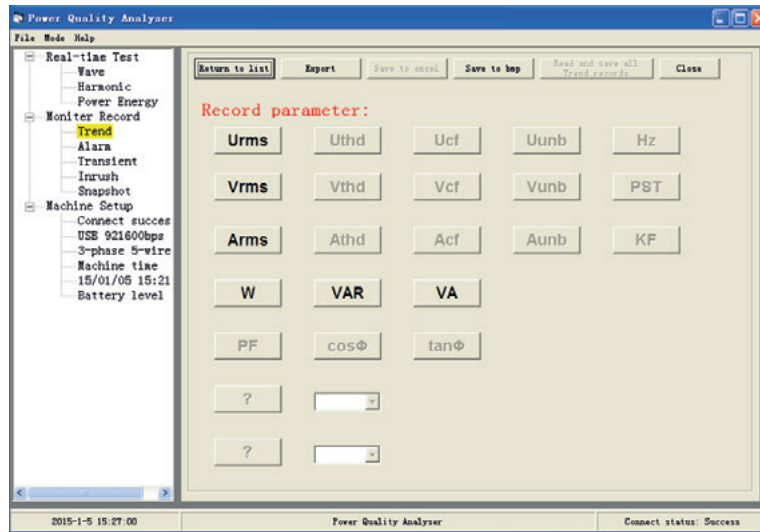 Power Quality Analyser
File Mode Help
Real-time Test
Wave
Harmonic
Power Energy
Moniter Record
Trend
Alarm
Transient
Inrush
Snapshot
Machine Setup
Connect succes
USB 921600bps
3-phase 5-wire
Machine time
15/01/05 15:21
Battery level
Return to list Export Save to excel Save to bmp Read and save all Trend records Close
Record parameter:
Urms Uthd Ucf Uunb Hz
Vrms Vthd Vcf Vunb PST
Arms Athd Acf Aunb KF
W VAR VA
PF cosΦ tanΦ
?
?
2015-1-5 15:27:00 Power Quality Analyser Connect status: Success